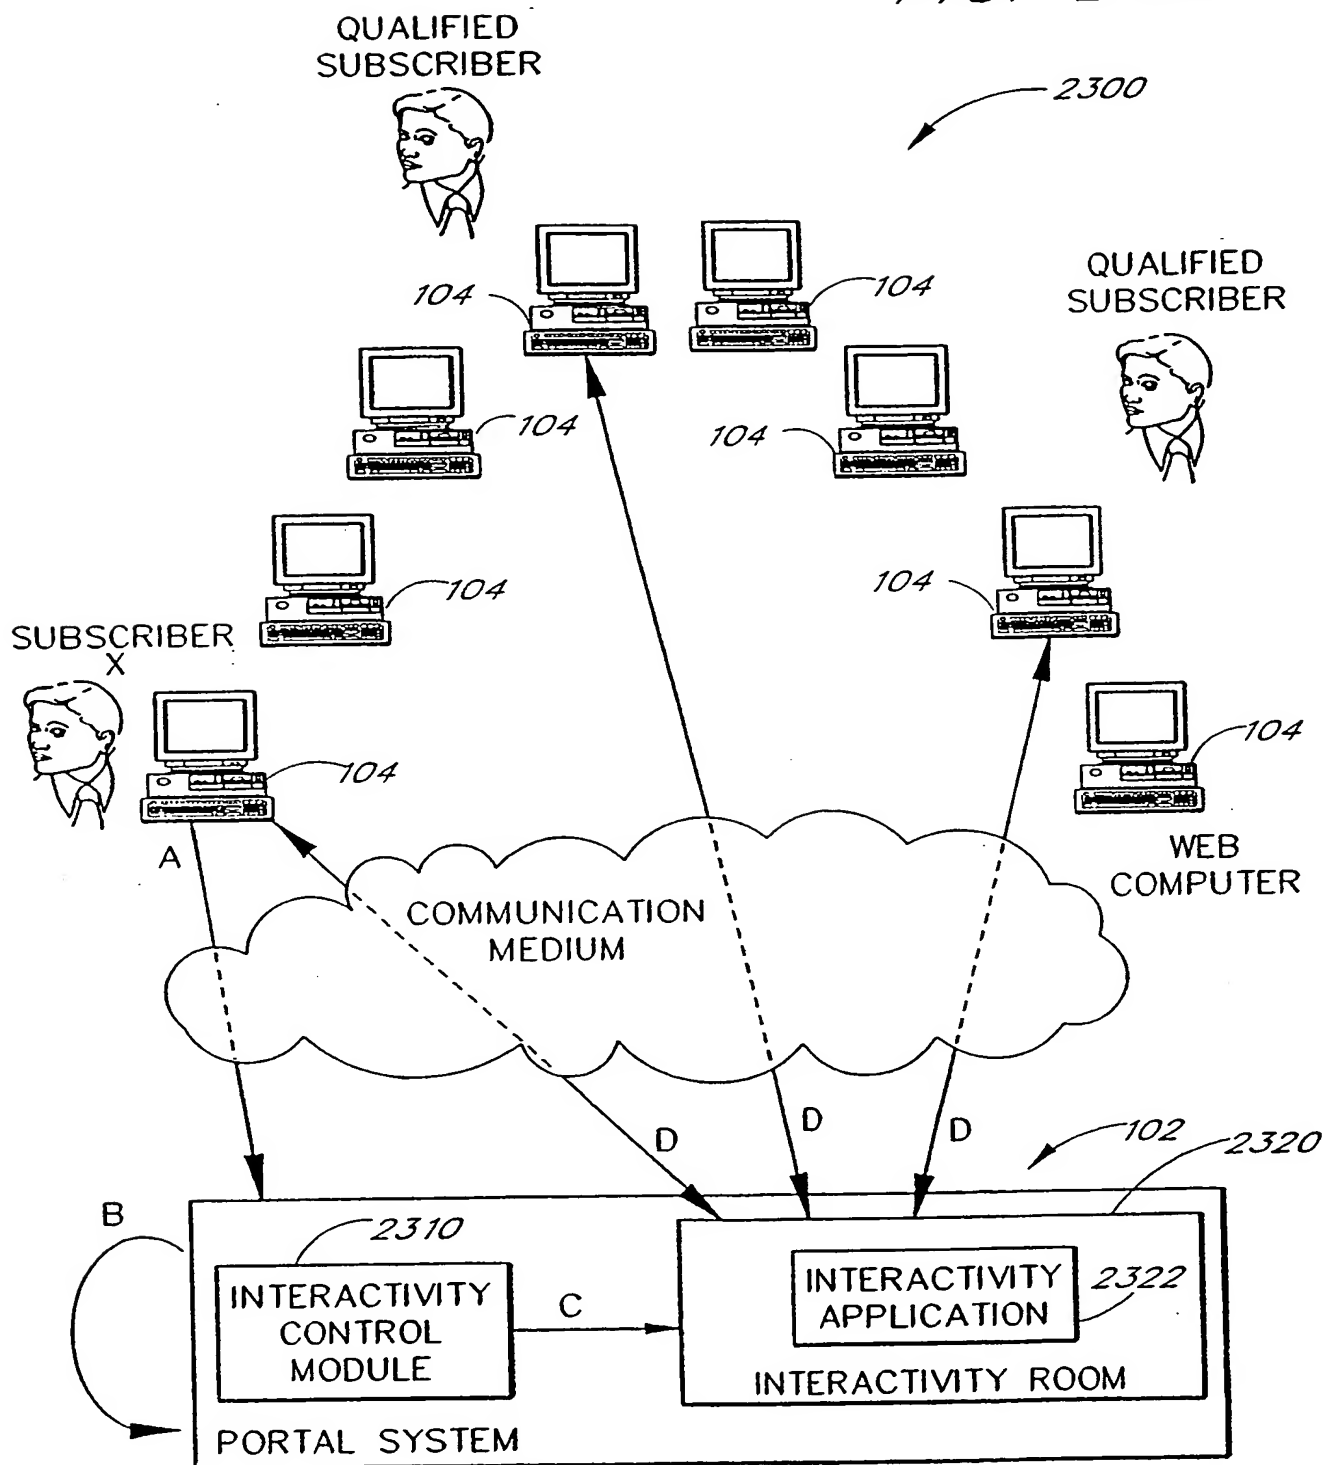 QUALIFIED
SUBSCRIBER
2300
QUALIFIED
SUBSCRIBER
104
104
104
104
104
104
SUBSCRIBER
X
104
104
A
WEB
COMPUTER
COMMUNICATION
MEDIUM
D
D
D
102
2320
B
2310
INTERACTIVITY
CONTROL
MODULE
C
INTERACTIVITY
APPLICATION
2322
INTERACTIVITY ROOM
PORTAL SYSTEM